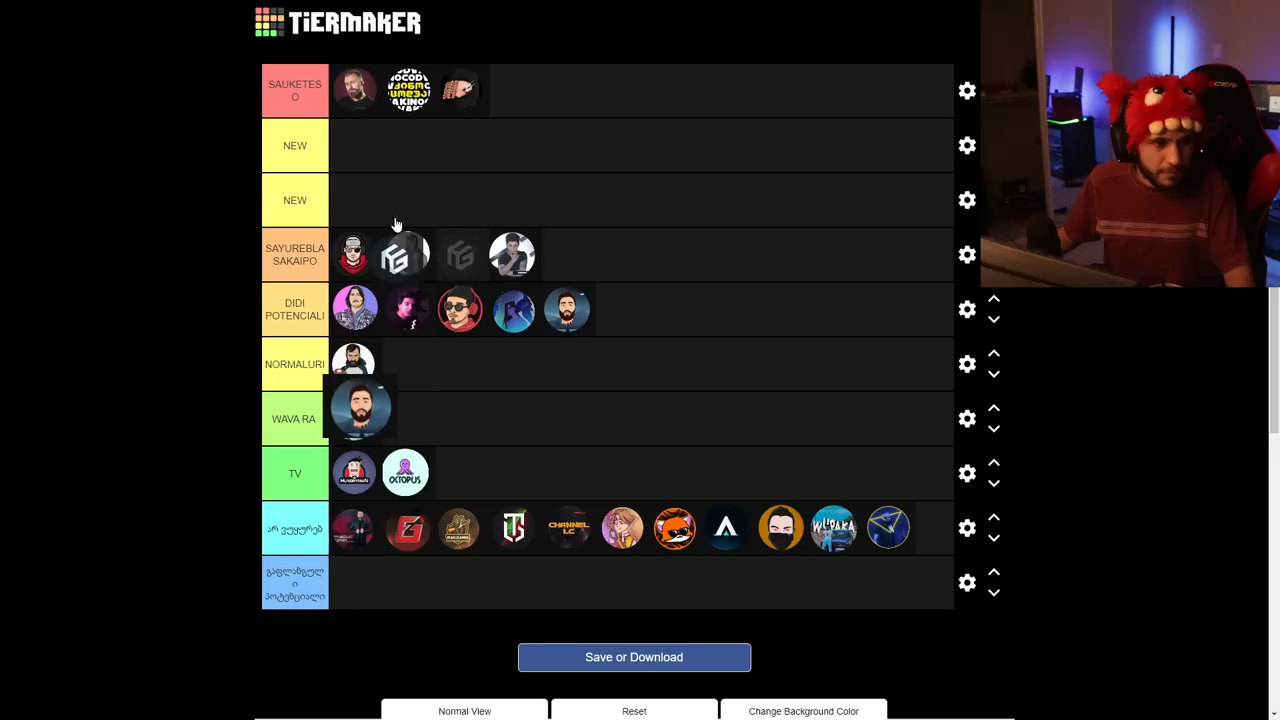 TIERMAKER
SAUKETES
O
NEW
NEW
SAYUREBLA
SAKAIPO
DIDI
POTENCIALI
NORMALURI
WAVA RA
TV
OCTOPUS
არ ვუყურებ
CHANNEL
LC
გაფლანგულ
ი
პოტენციალი
Save or Download
Normal View
Reset
Change Background Color